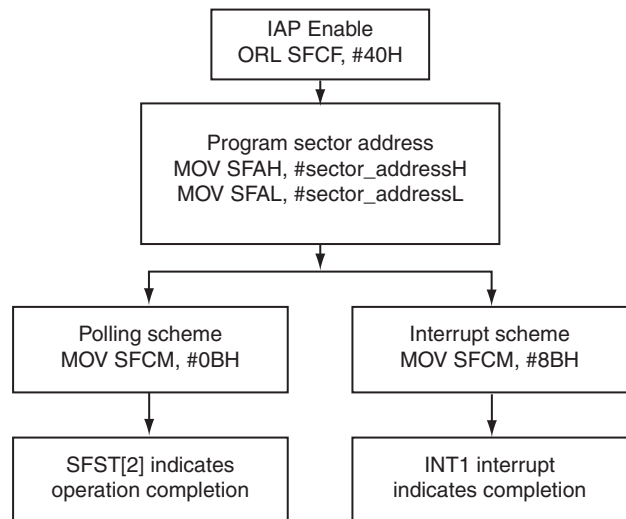 IAP Enable
ORL SFCF, #40H
Program sector address
MOV SFAH, #sector_addressH
MOV SFAL, #sector_addressL
Polling scheme
MOV SFCM, #0BH
Interrupt scheme
MOV SFCM, #8BH
SFST[2] indicates
operation completion
INT1 interrupt
indicates completion